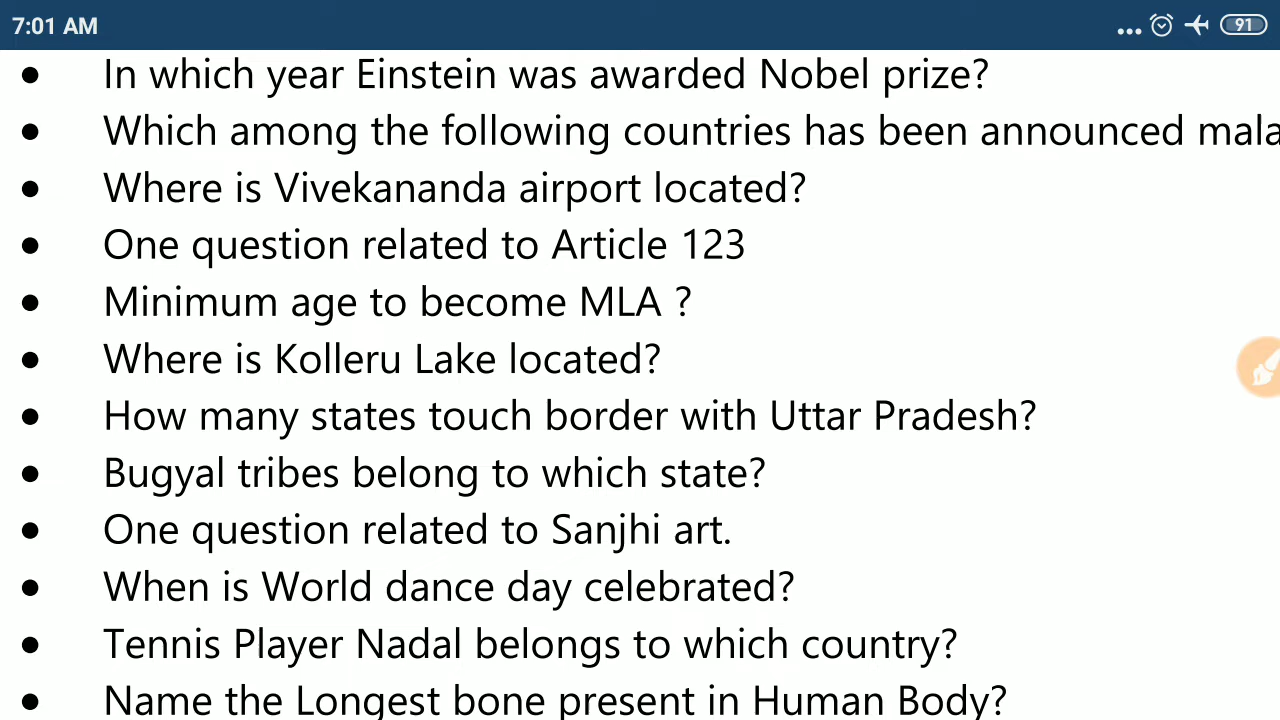 7:01 AM
91
• In which year Einstein was awarded Nobel prize?
• Which among the following countries has been announced mala
• Where is Vivekananda airport located?
• One question related to Article 123
• Minimum age to become MLA ?
• Where is Kolleru Lake located?
• How many states touch border with Uttar Pradesh?
• Bugyal tribes belong to which state?
• One question related to Sanjhi art.
• When is World dance day celebrated?
• Tennis Player Nadal belongs to which country?
• Name the Longest bone present in Human Body?